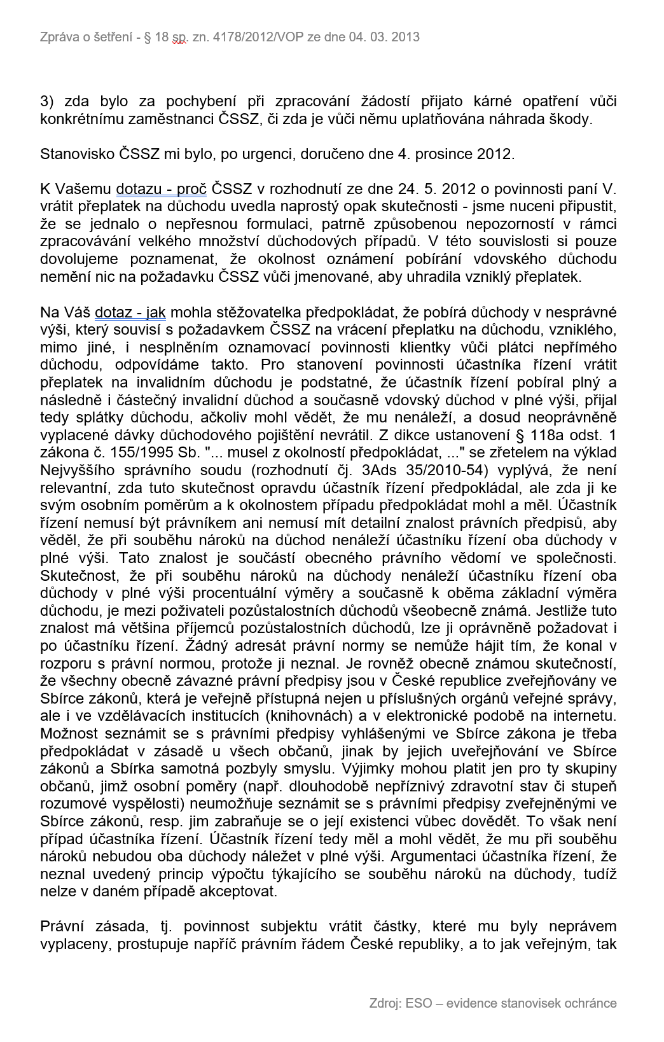 Zpráva o šetření - § 18 sp. zn. 4178/2012/VOP ze dne 04. 03. 2013
3) zda bylo za pochybení při zpracování žádostí přijato kárné opatření vůči
konkrétnímu zaměstnanci ČSSZ, či zda je vůči němu uplatňována náhrada škody.
Stanovisko ČSSZ mi bylo, po urgenci, doručeno dne 4. prosince 2012.
K Vašemu dotazu - proč ČSSZ v rozhodnutí ze dne 24. 5. 2012 o povinnosti paní V.
vrátit přeplatek na důchodu uvedla naprostý opak skutečnosti - jsme nuceni připustit,
že se jednalo o nepřesnou formulaci, patrně způsobenou nepozorností v rámci
zpracovávání velkého množství důchodových případů. V této souvislosti si pouze
dovolujeme poznamenat, že okolnost oznámení pobírání vdovského důchodu
nemění nic na požadavku ČSSZ vůči jmenované, aby uhradila vzniklý přeplatek.
Na Váš dotaz - jak mohla stěžovatelka předpokládat, že pobírá důchody v nesprávné
výši, který souvisí s požadavkem ČSSZ na vrácení přeplatku na důchodu, vzniklého,
mimo jiné, i nesplněním oznamovací povinnosti klientky vůči plátci nepřímého
důchodu, odpovídáme takto. Pro stanovení povinnosti účastníka řízení vrátit
přeplatek na invalidním důchodu je podstatné, že účastník řízení pobíral plný a
následně i částečný invalidní důchod a současně vdovský důchod v plné výši, přijal
tedy splátky důchodu, ačkoliv mohl vědět, že mu nenáleží, a dosud neoprávněně
vyplacené dávky důchodového pojištění nevrátil. Z dikce ustanovení § 118a odst. 1
zákona č. 155/1995 Sb. "... musel z okolností předpokládat, ..." se zřetelem na výklad
Nejvyššího správního soudu (rozhodnutí čj. 3Ads 35/2010-54) vyplývá, že není
relevantní, zda tuto skutečnost opravdu účastník řízení předpokládal, ale zda ji ke
svým osobním poměrům a k okolnostem případu předpokládat mohl a měl. Účastník
řízení nemusí být právníkem ani nemusí mít detailní znalost právních předpisů, aby
věděl, že při souběhu nároků na důchod nenáleží účastníku řízení oba důchody v
plné výši. Tato znalost je součástí obecného právního vědomí ve společnosti.
Skutečnost, že při souběhu nároků na důchody nenáleží účastníku řízení oba
důchody v plné výši procentuální výměry a současně k oběma základní výměra
důchodu, je mezi poživateli pozůstalostních důchodů všeobecně známá. Jestliže tuto
znalost má většina příjemců pozůstalostních důchodů, lze ji oprávněně požadovat i
po účastníku řízení. Žádný adresát právní normy se nemůže hájit tím, že konal v
rozporu s právní normou, protože ji neznal. Je rovněž obecně známou skutečností,
že všechny obecně závazné právní předpisy jsou v České republice zveřejňovány ve
Sbírce zákonů, která je veřejně přístupná nejen u příslušných orgánů veřejné správy,
ale i ve vzdělávacích institucích (knihovnách) a v elektronické podobě na internetu.
Možnost seznámit se s právními předpisy vyhlášenými ve Sbírce zákona je třeba
předpokládat v zásadě u všech občanů, jinak by jejich uveřejňování ve Sbírce
zákonů a Sbírka samotná pozbyly smyslu. Výjimky mohou platit jen pro ty skupiny
občanů, jimž osobní poměry (např. dlouhodobě nepříznivý zdravotní stav či stupeň
rozumové vyspělosti) neumožňuje seznámit se s právními předpisy zveřejněnými ve
Sbírce zákonů, resp. jim zabraňuje se o její existenci vůbec dovědět. To však není
případ účastníka řízení. Účastník řízení tedy měl a mohl vědět, že mu při souběhu
nároků nebudou oba důchody náležet v plné výši. Argumentaci účastníka řízení, že
neznal uvedený princip výpočtu týkajícího se souběhu nároků na důchody, tudíž
nelze v daném případě akceptovat.
Právní zásada, tj. povinnost subjektu vrátit částky, které mu byly neprávem
vyplaceny, prostupuje napříč právním řádem České republiky, a to jak veřejným, tak
Zdroj: ESO – evidence stanovisek ochránce